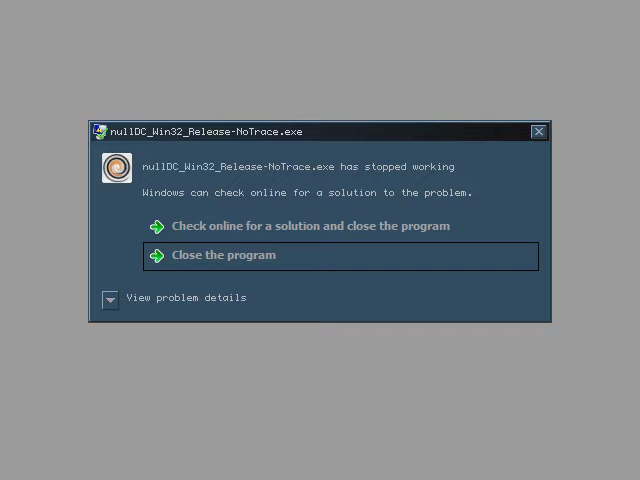 nullDC_Win32_Release-NoTrace.exe
nullDC_Win32_Release-NoTrace.exe has stopped working
Windows can check online for a solution to the problem.
Check online for a solution and close the program
Close the program
View problem details